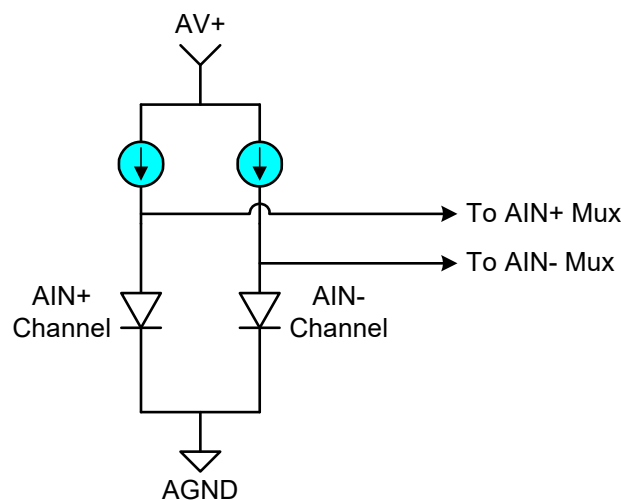 AV+
To AIN+ Mux
To AIN- Mux
AIN+
Channel
AIN-
Channel
AGND